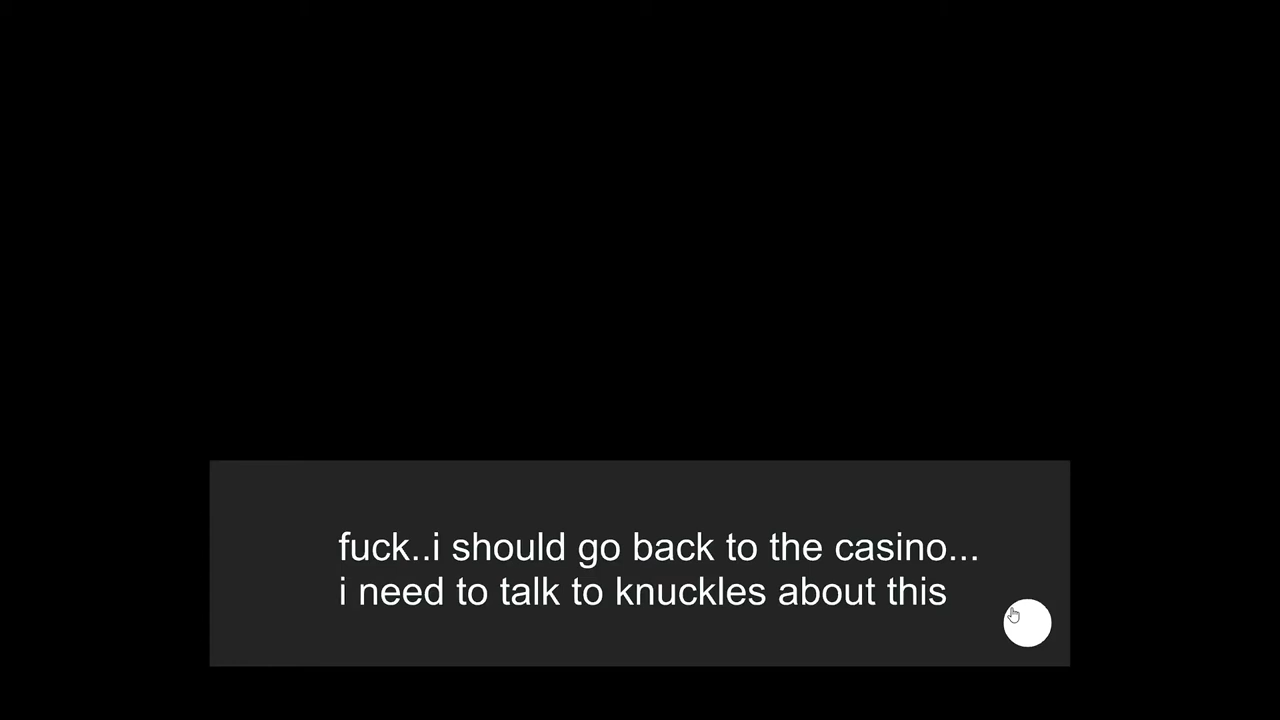 fuck..i should go back to the casino...
i need to talk to knuckles about this